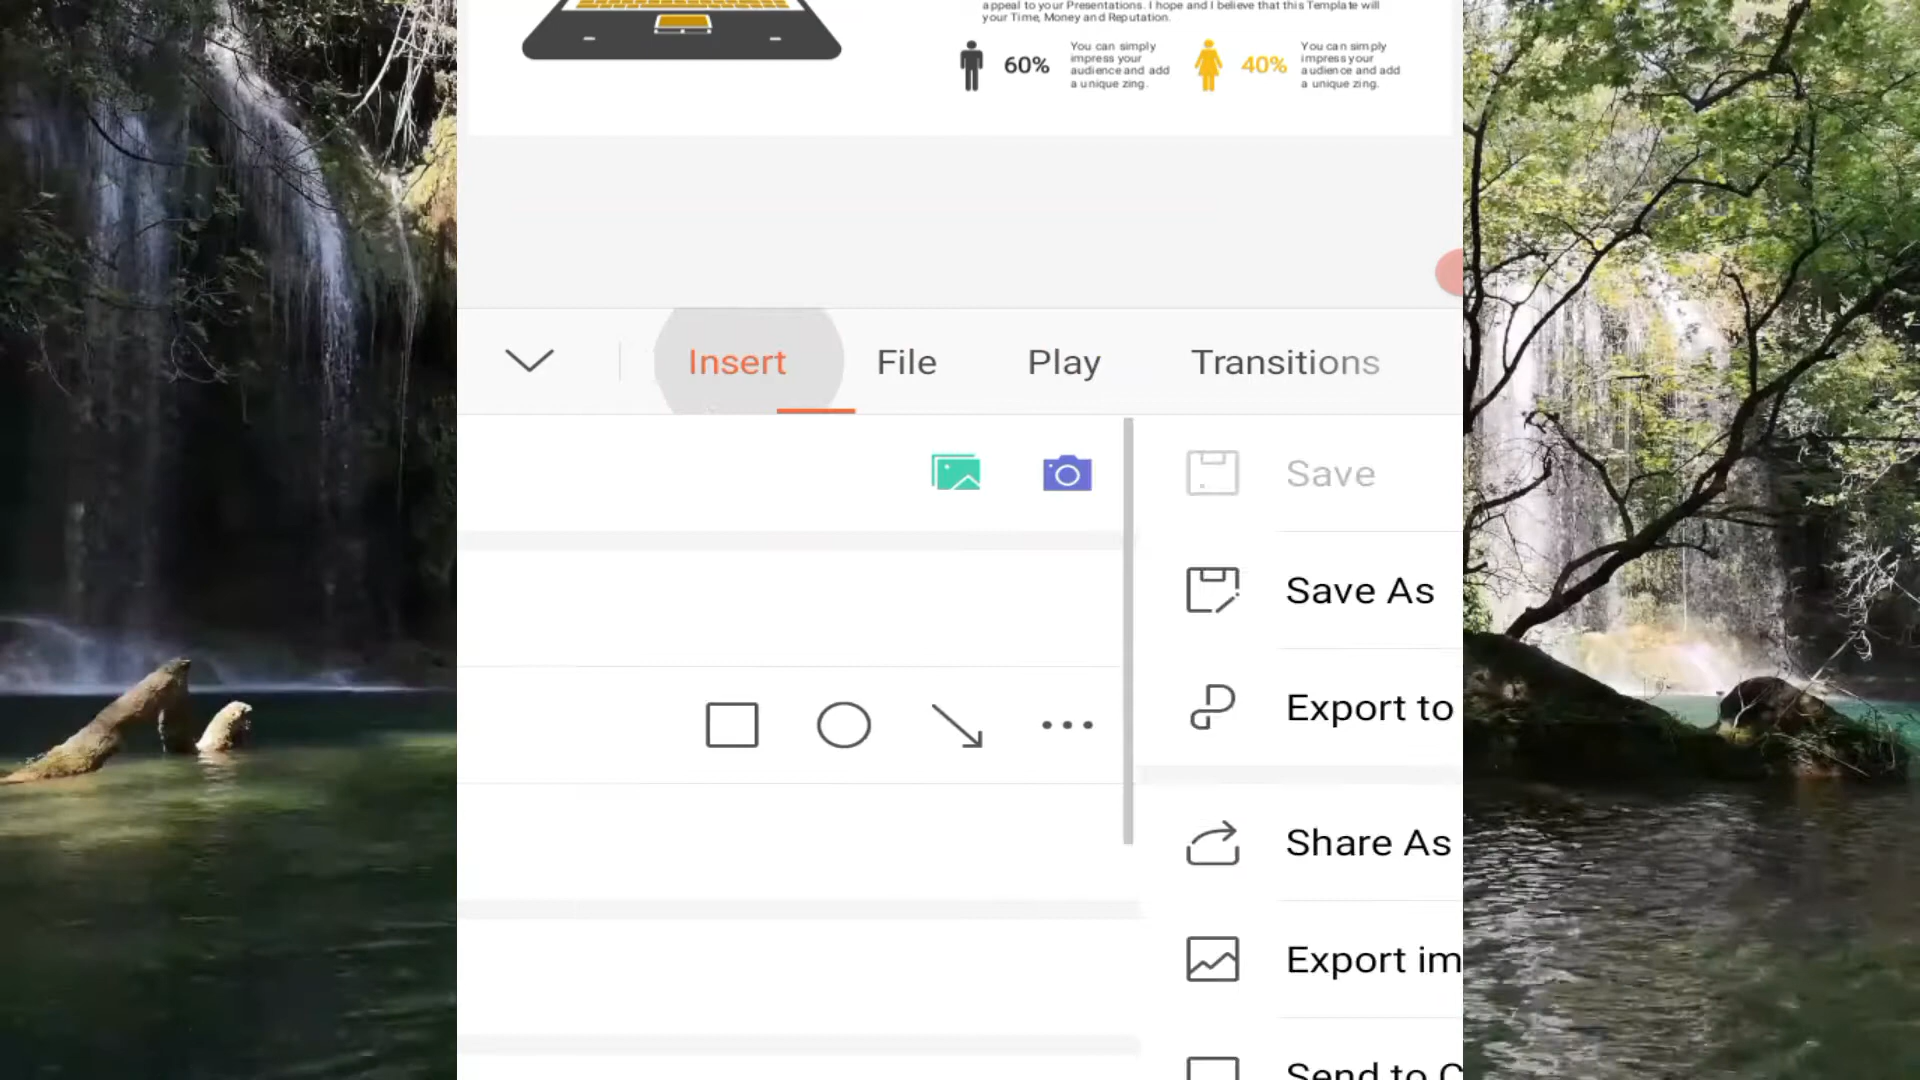 appeal to your Presentations. I hope and I believe that this Template will
your Time, Money and Reputation.
60%
You can simply
impress your
audience and add
a unique zing.
40%
You can simply
impress your
audience and add
a unique zing.
Insert
File
Play
Transitions
Save
Save As
Export to
Share As
Export im
Send to C